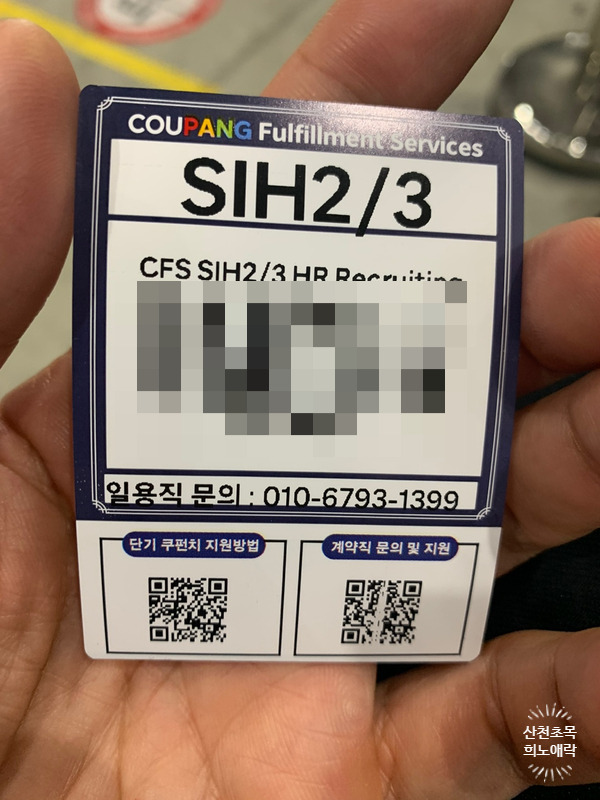 COUPANG Fulfillment Services
SIH2/3
CFS SIH2/3 HR Recruiting
일용직 문의 : 010-6793-1399
단기 쿠펀치 지원방법
계약직 문의 및 지원
산천초목
희노애락